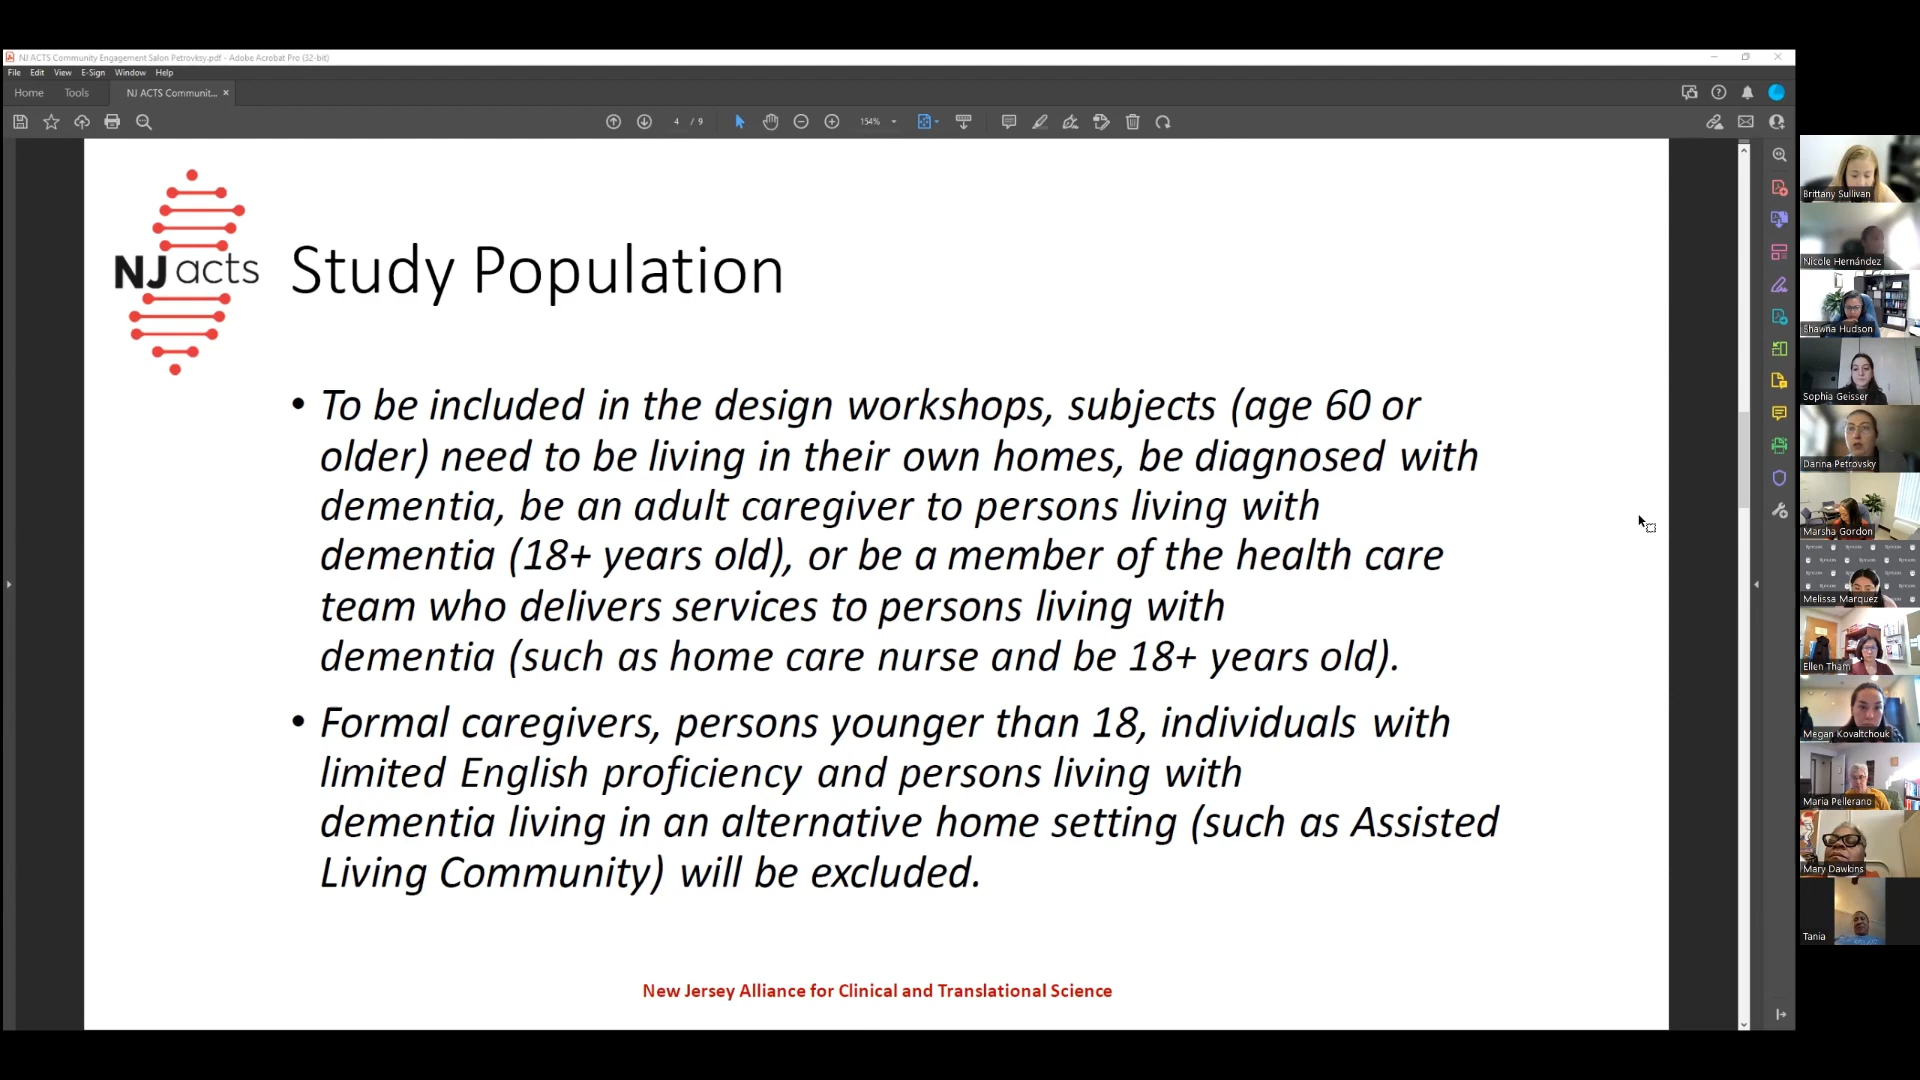 NJ ACTS Community Engagement Salon Petrovksy.pdf - Adobe Acrobat Pro (32-bit)
File Edit View E-Sign Window Help
Home Tools NJ ACTS Communit... ×
4 / 9 154%
NJ acts
Study Population
• To be included in the design workshops, subjects (age 60 or
older) need to be living in their own homes, be diagnosed with
dementia, be an adult caregiver to persons living with
dementia (18+ years old), or be a member of the health care
team who delivers services to persons living with
dementia (such as home care nurse and be 18+ years old).
• Formal caregivers, persons younger than 18, individuals with
limited English proficiency and persons living with
dementia living in an alternative home setting (such as Assisted
Living Community) will be excluded.
New Jersey Alliance for Clinical and Translational Science
Brittany Sullivan
Nicole Hernández
Shawna Hudson
Sophia Geisser
Darina Petrovsky
Marsha Gordon
Melissa Marquez
Ellen Tham
Megan Kovaltchouk
Maria Pellerano
Mary Dawkins
Tania